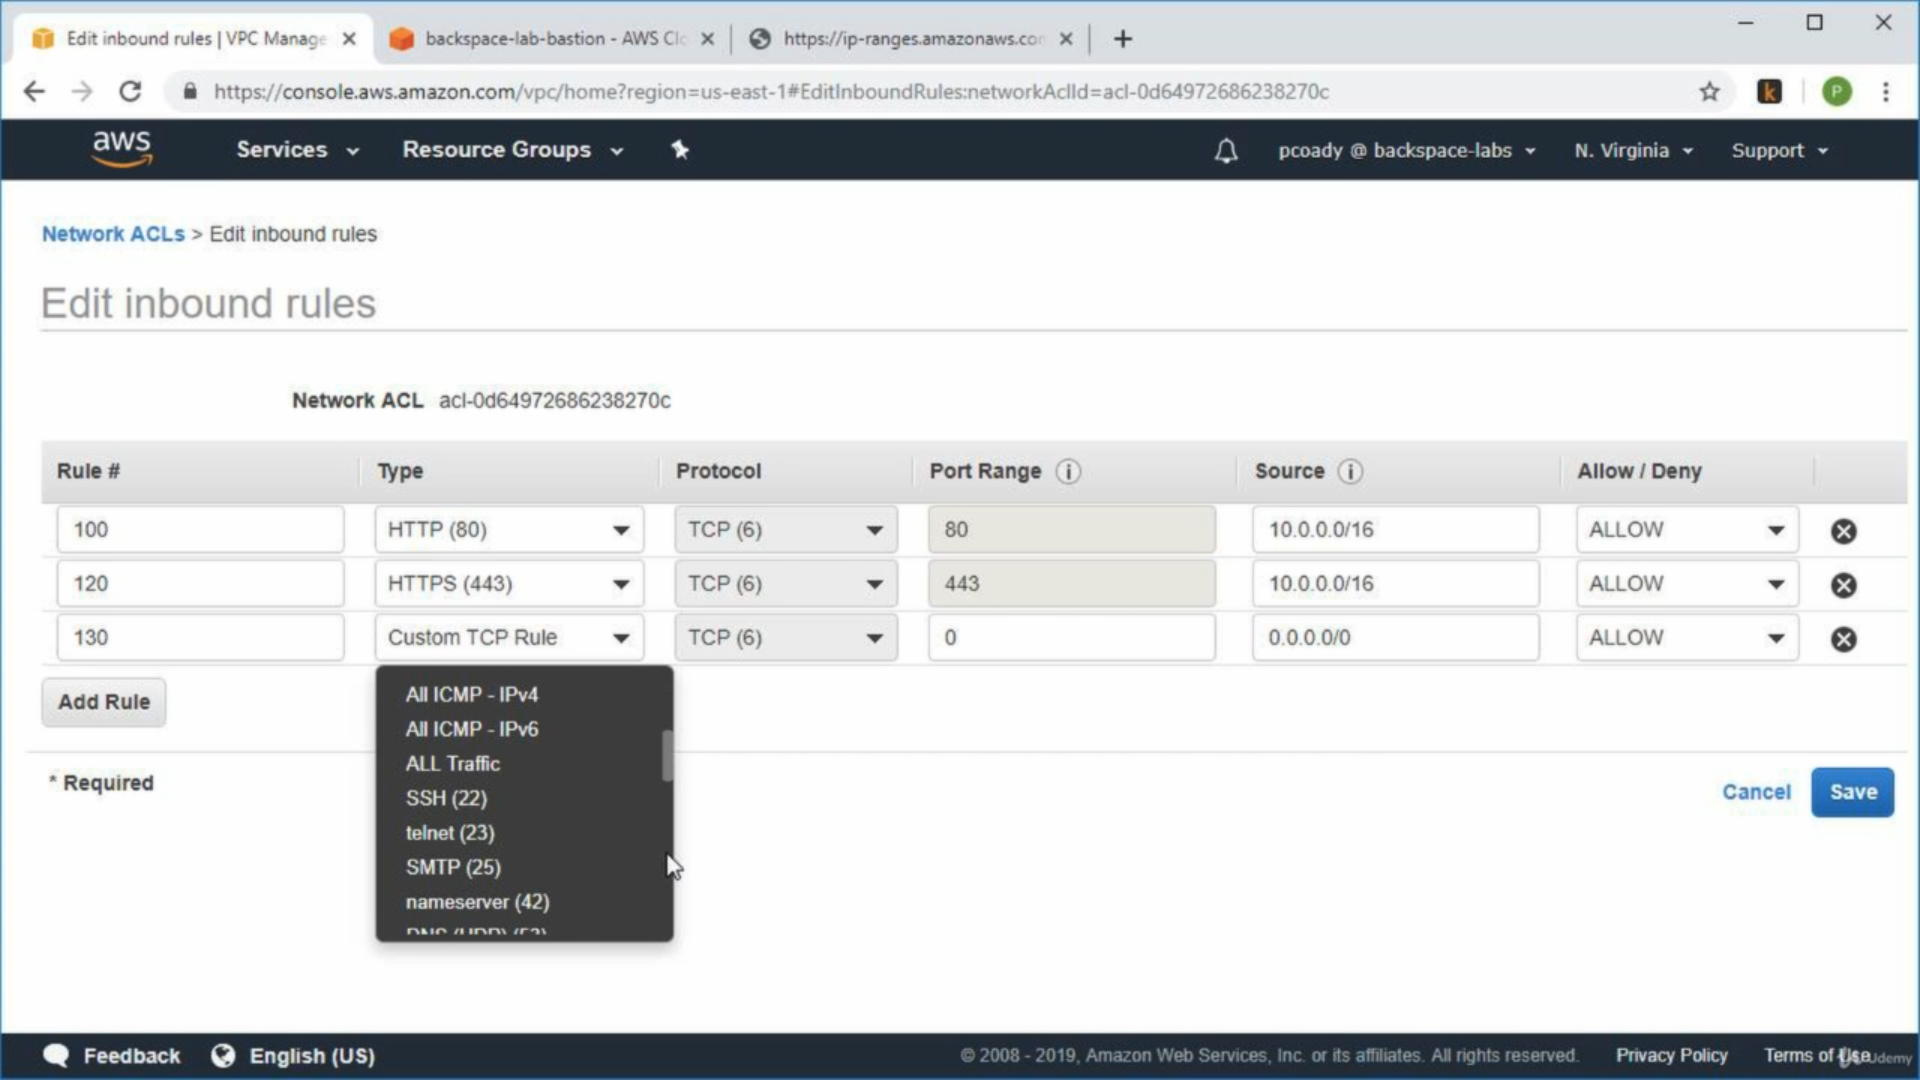 Edit inbound rules | VPC Manage
backspace-lab-bastion - AWS Clo
https://ip-ranges.amazonaws.con
https://console.aws.amazon.com/vpc/home?region=us-east-1#EditInboundRules:networkAclId=acl-0d64972686238270c
k
P
aws
Services
Resource Groups
pcoady @ backspace-labs
N. Virginia
Support
Network ACLs > Edit inbound rules
Edit inbound rules
Network ACL acl-0d64972686238270c
Rule # Type Protocol Port Range i Source i Allow / Deny
100 HTTP (80) TCP (6) 80 10.0.0.0/16 ALLOW
120 HTTPS (443) TCP (6) 443 10.0.0.0/16 ALLOW
130 Custom TCP Rule TCP (6) 0 0.0.0.0/0 ALLOW
Add Rule
All ICMP - IPv4
All ICMP - IPv6
ALL Traffic
SSH (22)
telnet (23)
SMTP (25)
nameserver (42)
DNS (UDP) (53)
* Required
Cancel
Save
Feedback
English (US)
© 2008 - 2019, Amazon Web Services, Inc. or its affiliates. All rights reserved.
Privacy Policy
Terms of Use
Udemy